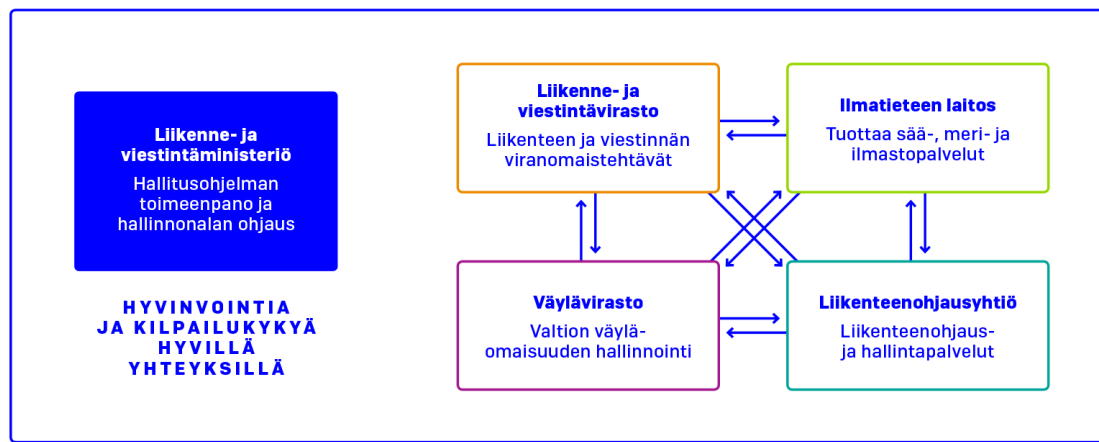 Liikenne- ja
viestintäministeriö
Hallitusohjelman
toimeenpano ja
hallinnonalan ohjaus
HYVINVOINTIA
JA KILPAILUKYKYÄ
HYVILLÄ
YHTEYKSILLÄ
Liikenne- ja
viestintävirasto
Liikenteen ja viestinnän
viranomaistehtävät
Ilmatieteen laitos
Tuottaa sää-, meri- ja
ilmastopalvelut
Väylävirasto
Valtion väylä-
omaisuuden hallinnointi
Liikenteenohjausyhtiö
Liikenteenohjaus-
ja hallintapalvelut